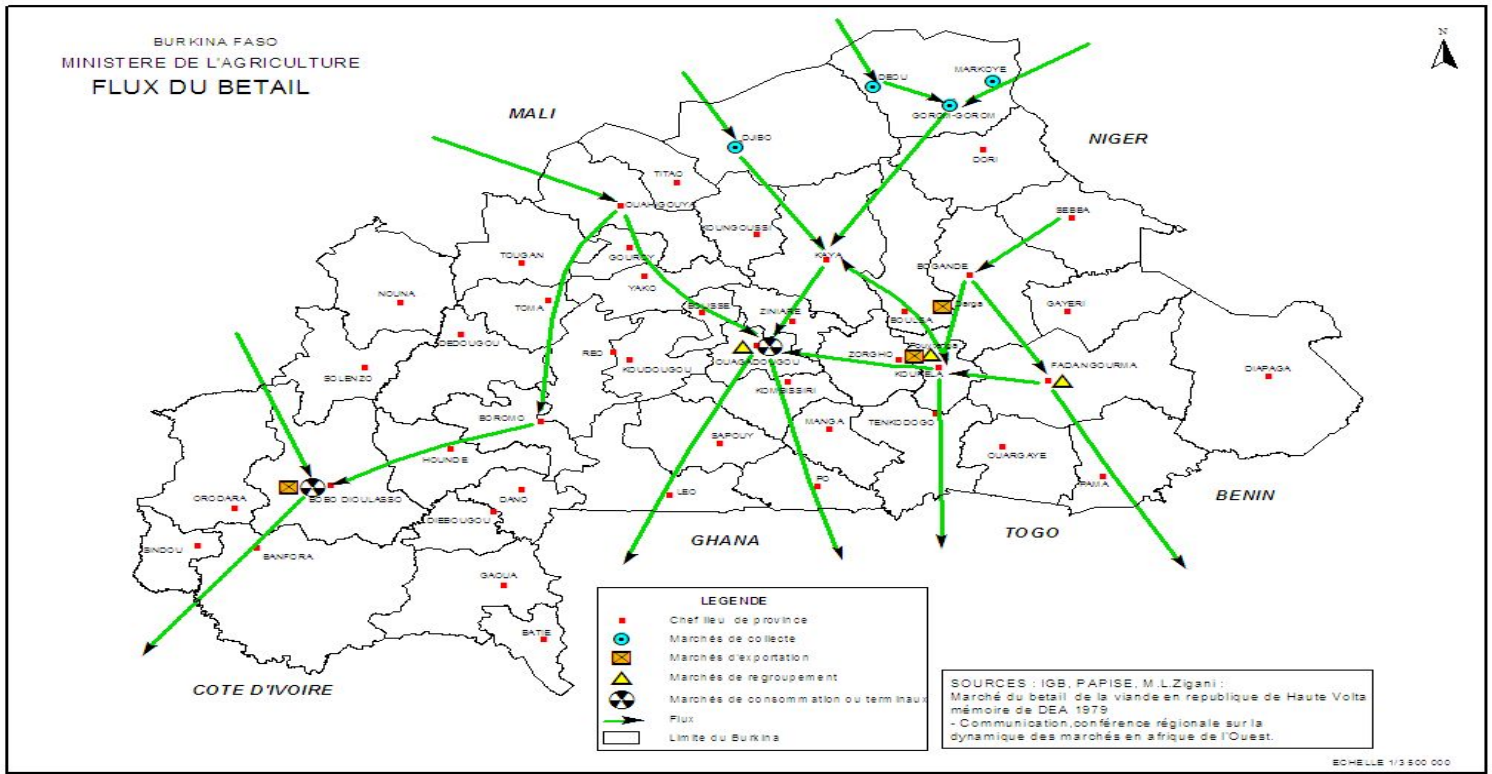 BURKINA FASO
MINISTERE DE L'AGRICULTURE
FLUX DU BETAIL
N
MALI
DEOU
MARKOYE
GOROM-GOROM
NIGER
DJIBO
DORI
TITAO
OUAHIGOUYA
SEBBA
KOUNGOUSSI
TOUGAN
GOURCY
KAYA
BOGANDE
NOUNA
TOMA
YAKO
BOUSSE
ZINIARE
BOULSA
GAYERI
DEDOUGOU
REO
KOUDOUGOU
OUAGADOUGOU
ZORGHO
KOUPELA
FADANGOURMA
DIAPAGA
SOLENZO
KOMBISSIRI
BOROMO
SAPOUY
MANGA
TENKODOGO
HOUNDE
OUARGAYE
ORODARA
BOBO DIOULASSO
DANO
LEO
PO
PAMA
BENIN
DIEBOUGOU
SINDOU
BANFORA
GHANA
TOGO
GAOUA
BATIE
COTE D'IVOIRE
LEGENDE
Chef lieu de province
Marchés de collecte
Marchés d'exportation
Marchés de regroupement
Marchés de consommation ou terminaux
Flux
Limite du Burkina
SOURCES : IGB, PAPISE, M.L.Zigani :
Marché du betail de la viande en republique de Haute Volta
mémoire de DEA 1979
- Communication,conférence régionale sur la
dynamique des marchés en afrique de l'Ouest.
ECHELLE 1/3 500 000